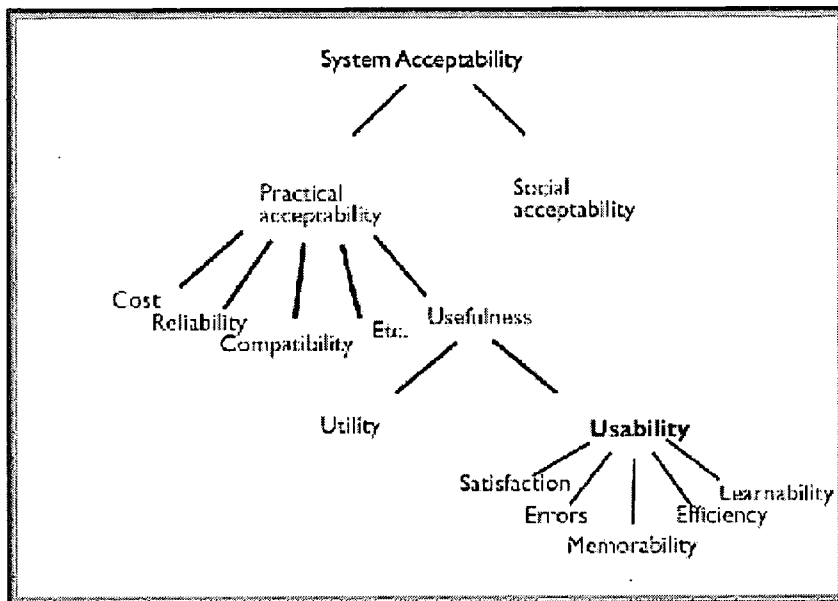 System Acceptability
Practical
acceptability
Social
acceptability
Cost
Reliability
Compatibility
Etc.
Usefulness
Utility
Usability
Satisfaction
Errors
Memorability
Efficiency
Learnability